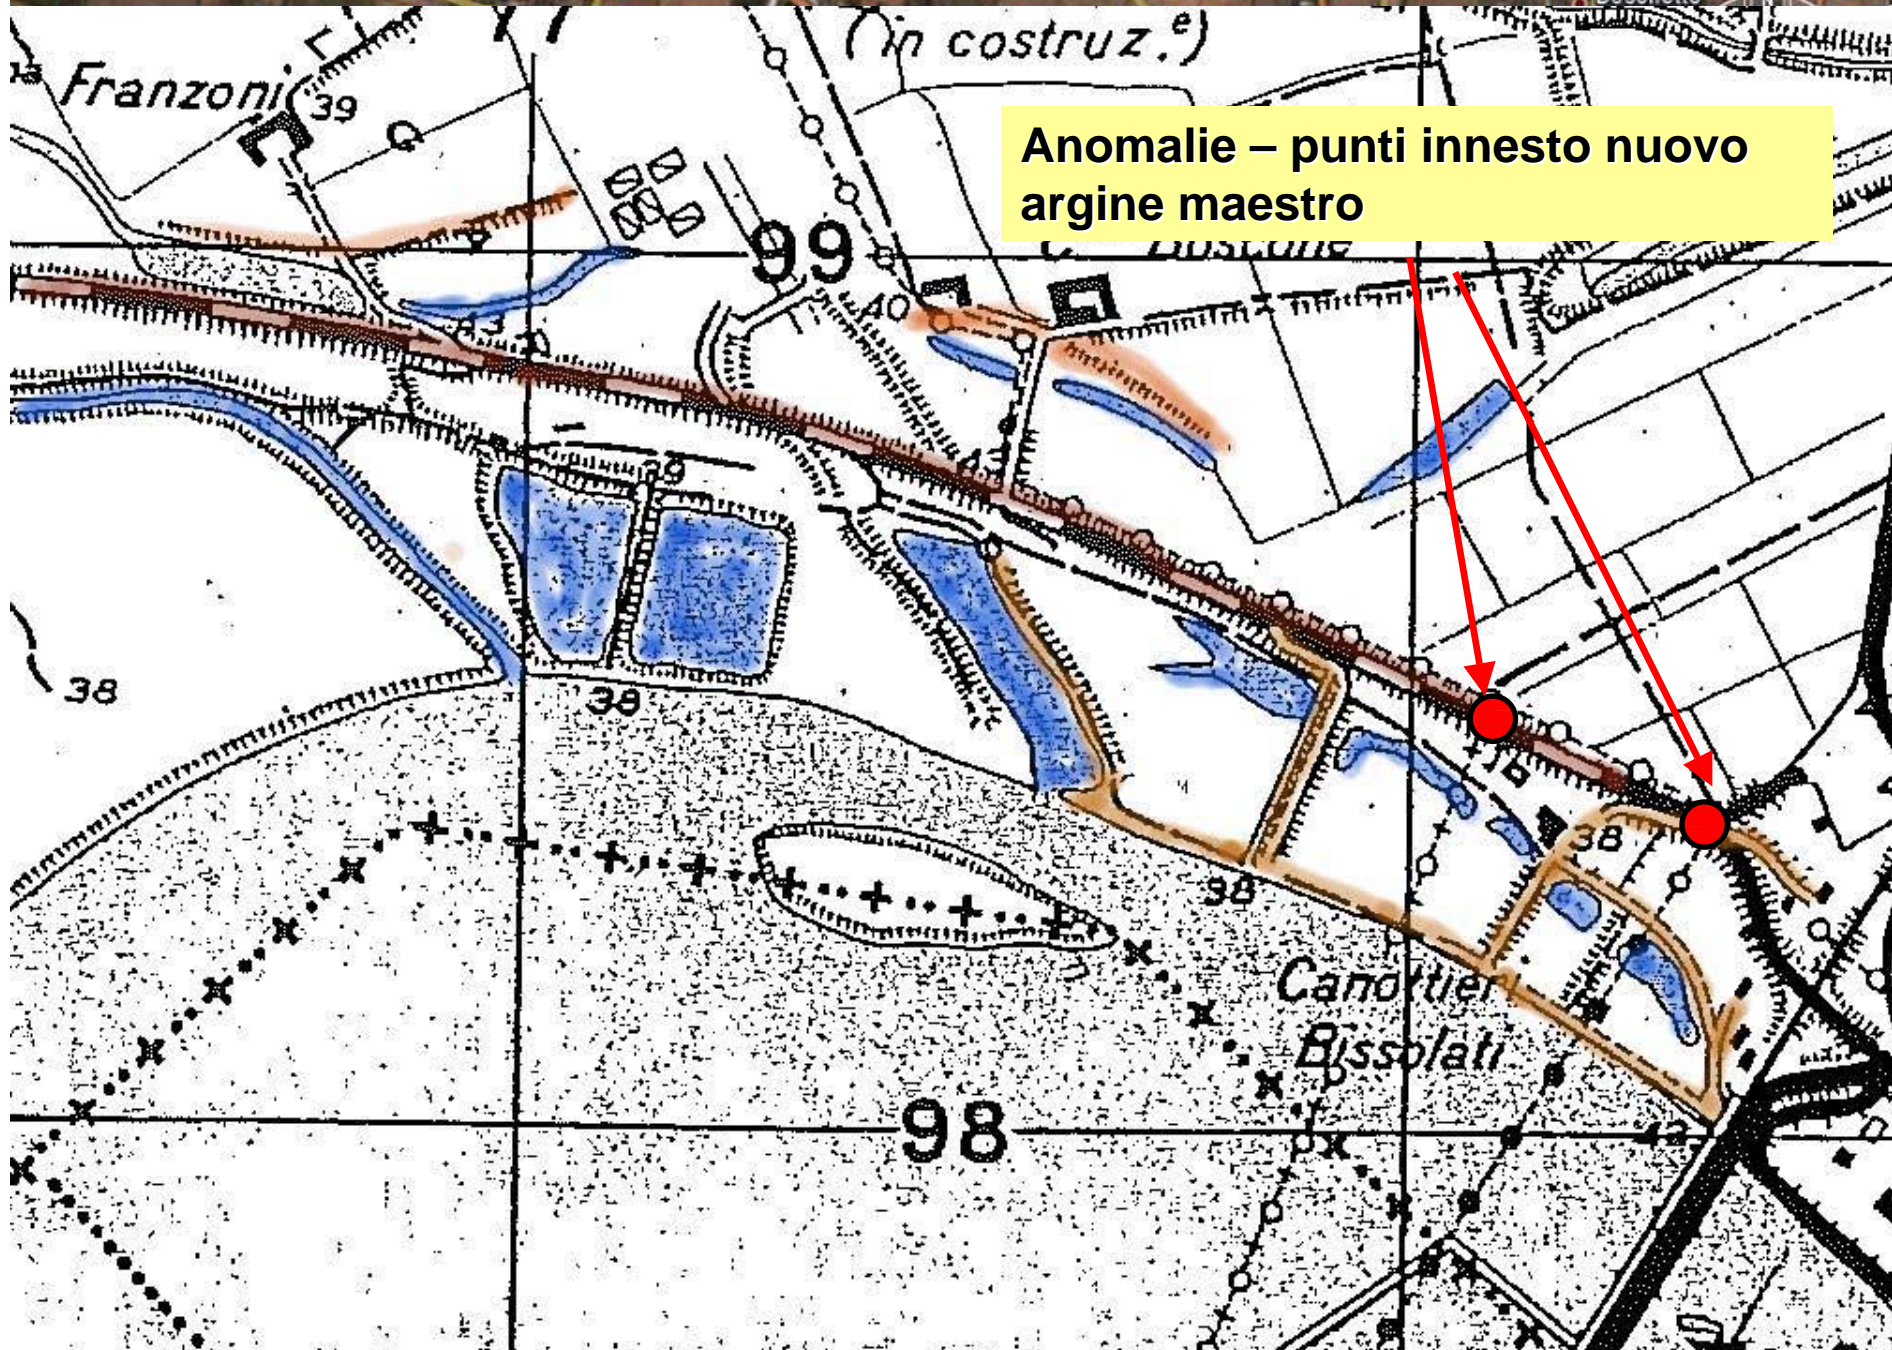 (in costruz.e)
Franzoni
39
Anomalie – punti innesto nuovo
argine maestro
99
40
39
38
38
38
38
Canottieri
Bissolati
98